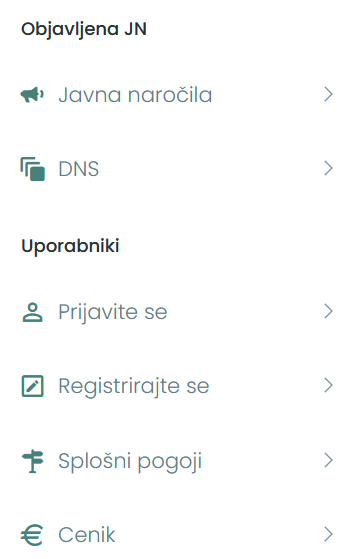 Objavljena JN
Javna naročila
DNS
Uporabniki
Prijavite se
Registrirajte se
Splošni pogoji
Cenik